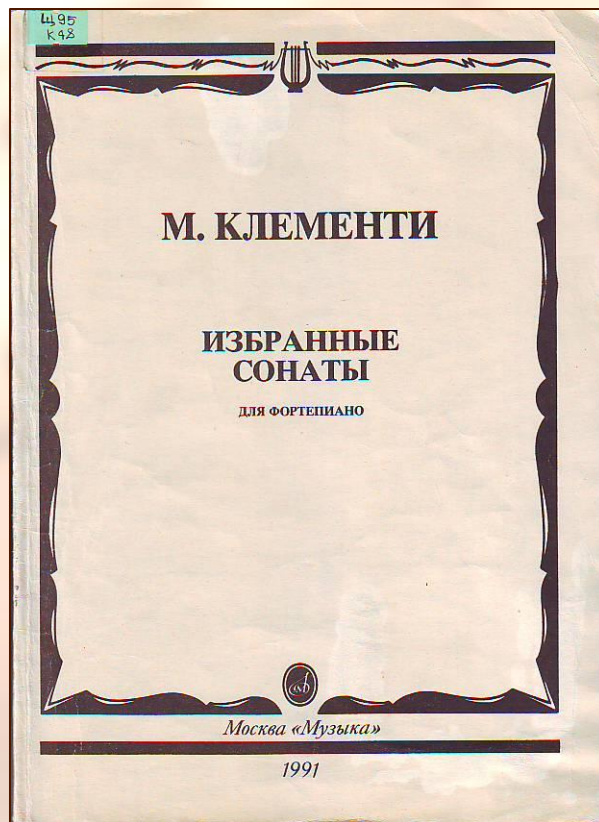 Щ95
К48
М. КЛЕМЕНТИ
ИЗБРАННЫЕ
СОНАТЫ
ДЛЯ ФОРТЕПИАНО
Москва «Музыка»
1991